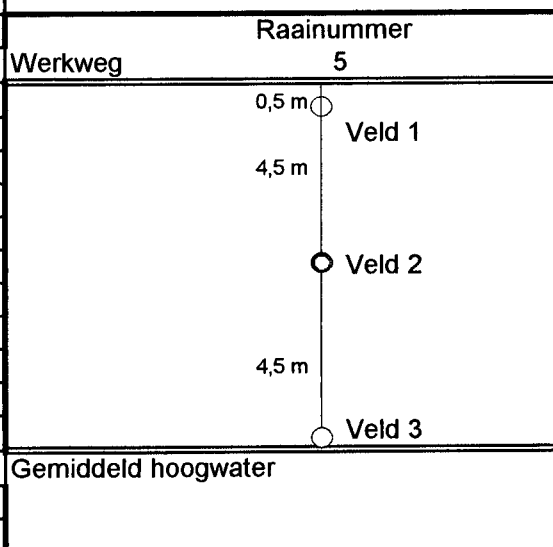 Raainummer
Werkweg 5
0,5 m
Veld 1
4,5 m
Veld 2
4,5 m
Veld 3
Gemiddeld hoogwater